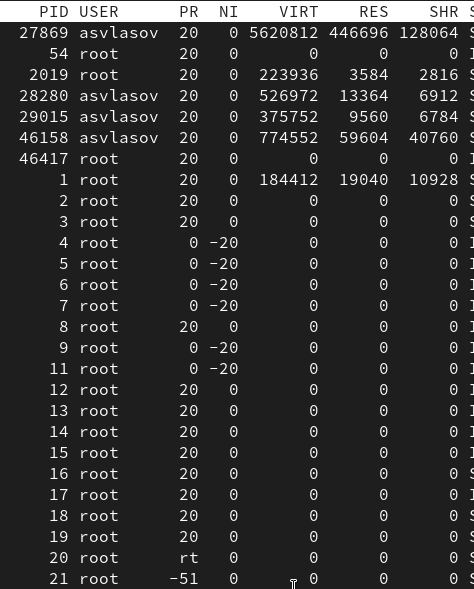 PID USER PR NI VIRT RES SHR S
27869 asvlasov 20 0 5620812 446696 128064 S
54 root 20 0 0 0 0 I
2019 root 20 0 223936 3584 2816 S
28280 asvlasov 20 0 526972 13364 6912 S
29015 asvlasov 20 0 375752 9560 6784 S
46158 asvlasov 20 0 774552 59604 40760 S
46417 root 20 0 0 0 0 I
1 root 20 0 184412 19040 10928 S
2 root 20 0 0 0 0 S
3 root 20 0 0 0 0 S
4 root 0 -20 0 0 0 I
5 root 0 -20 0 0 0 I
6 root 0 -20 0 0 0 I
7 root 0 -20 0 0 0 I
8 root 20 0 0 0 0 I
9 root 0 -20 0 0 0 I
11 root 0 -20 0 0 0 I
12 root 20 0 0 0 0 I
13 root 20 0 0 0 0 I
14 root 20 0 0 0 0 I
15 root 20 0 0 0 0 I
16 root 20 0 0 0 0 S
17 root 20 0 0 0 0 I
18 root 20 0 0 0 0 S
19 root 20 0 0 0 0 S
20 root rt 0 0 0 0 S
21 root -51 0 0 0 0 S